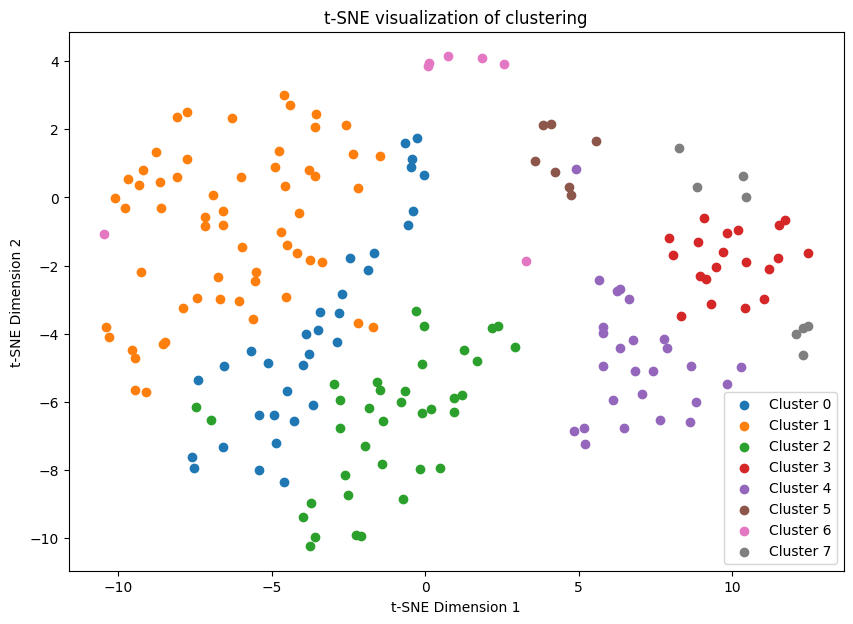 t-SNE visualization of clustering
4
2
0
−2
−4
−6
−8
−10
t-SNE Dimension 2
Cluster 0
Cluster 1
Cluster 2
Cluster 3
Cluster 4
Cluster 5
Cluster 6
Cluster 7
−10 −5 0 5 10
t-SNE Dimension 1